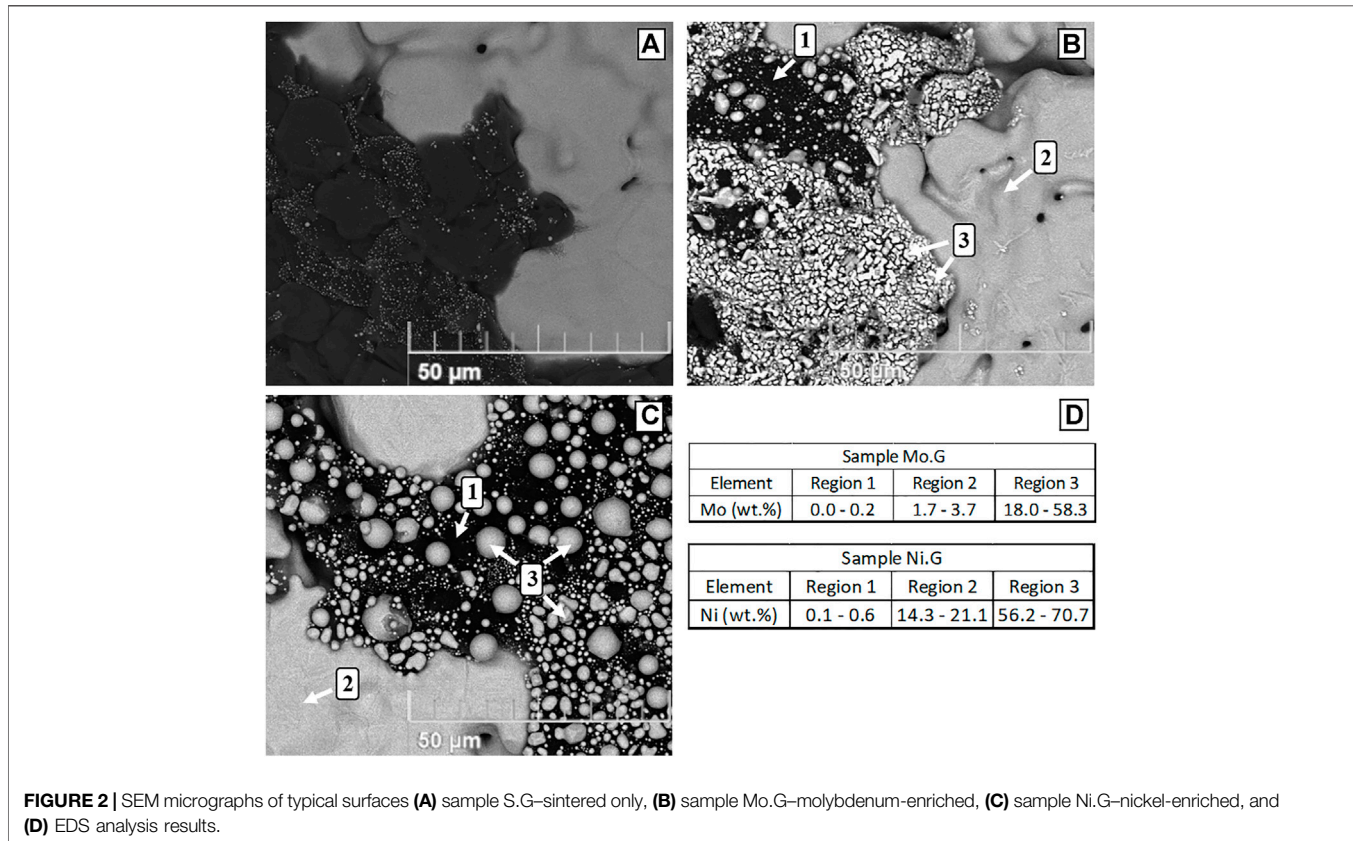 A
50 µm
B
1
2
3
50 µm
C
1
3
2
50 µm
D
Sample Mo.G
Element Region 1 Region 2 Region 3
Mo (wt.%) 0.0 - 0.2 1.7 - 3.7 18.0 - 58.3
Sample Ni.G
Element Region 1 Region 2 Region 3
Ni (wt.%) 0.1 - 0.6 14.3 - 21.1 56.2 - 70.7
FIGURE 2 | SEM micrographs of typical surfaces (A) sample S.G–sintered only, (B) sample Mo.G–molybdenum-enriched, (C) sample Ni.G–nickel-enriched, and
(D) EDS analysis results.